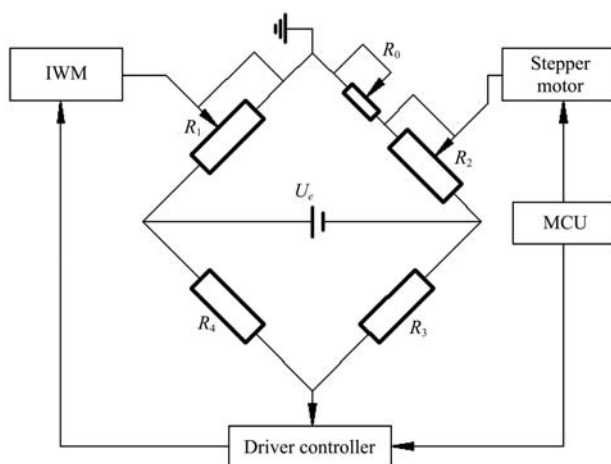 R0
IWM
Stepper
motor
R1
R2
Ue
MCU
R4
R3
Driver controller